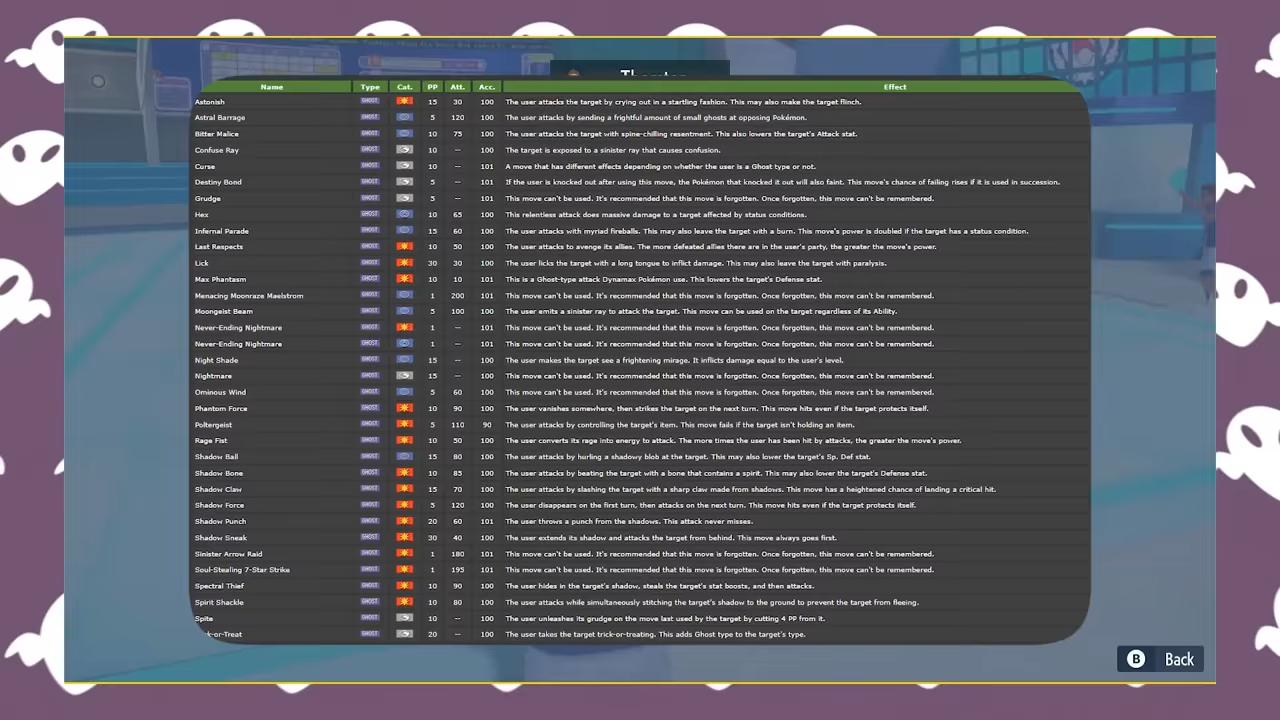 Name Type Cat. PP Att. Acc. Effect
Astonish GHOST 15 30 100 The user attacks the target by crying out in a startling fashion. This may also make the target flinch.
Astral Barrage GHOST 5 120 100 The user attacks by sending a frightful amount of small ghosts at opposing Pokémon.
Bitter Malice GHOST 10 75 100 The user attacks the target with spine-chilling resentment. This also lowers the target's Attack stat.
Confuse Ray GHOST 10 -- 100 The target is exposed to a sinister ray that causes confusion.
Curse GHOST 10 -- 101 A move that has different effects depending on whether the user is a Ghost type or not.
Destiny Bond GHOST 5 -- 101 If the user is knocked out after using this move, the Pokémon that knocked it out will also faint. This move's chance of failing rises if it is used in succession.
Grudge GHOST 5 -- 101 This move can't be used. It's recommended that this move is forgotten. Once forgotten, this move can't be remembered.
Hex GHOST 10 65 100 This relentless attack does massive damage to a target affected by status conditions.
Infernal Parade GHOST 15 60 100 The user attacks with myriad fireballs. This may also leave the target with a burn. This move's power is doubled if the target has a status condition.
Last Respects GHOST 10 50 100 The user attacks to avenge its allies. The more defeated allies there are in the user's party, the greater the move's power.
Lick GHOST 30 30 100 The user licks the target with a long tongue to inflict damage. This may also leave the target with paralysis.
Max Phantasm GHOST 10 10 101 This is a Ghost-type attack Dynamax Pokémon use. This lowers the target's Defense stat.
Menacing Moonraze Maelstrom GHOST 1 200 101 This move can't be used. It's recommended that this move is forgotten. Once forgotten, this move can't be remembered.
Moongeist Beam GHOST 5 100 100 The user emits a sinister ray to attack the target. This move can be used on the target regardless of its Ability.
Never-Ending Nightmare GHOST 1 -- 101 This move can't be used. It's recommended that this move is forgotten. Once forgotten, this move can't be remembered.
Never-Ending Nightmare GHOST 1 -- 101 This move can't be used. It's recommended that this move is forgotten. Once forgotten, this move can't be remembered.
Night Shade GHOST 15 -- 100 The user makes the target see a frightening mirage. It inflicts damage equal to the user's level.
Nightmare GHOST 15 -- 100 This move can't be used. It's recommended that this move is forgotten. Once forgotten, this move can't be remembered.
Ominous Wind GHOST 5 60 100 This move can't be used. It's recommended that this move is forgotten. Once forgotten, this move can't be remembered.
Phantom Force GHOST 10 90 100 The user vanishes somewhere, then strikes the target on the next turn. This move hits even if the target protects itself.
Poltergeist GHOST 5 110 90 The user attacks by controlling the target's item. This move fails if the target isn't holding an item.
Rage Fist GHOST 10 50 100 The user converts its rage into energy to attack. The more times the user has been hit by attacks, the greater the move's power.
Shadow Ball GHOST 15 80 100 The user attacks by hurling a shadowy blob at the target. This may also lower the target's Sp. Def stat.
Shadow Bone GHOST 10 85 100 The user attacks by beating the target with a bone that contains a spirit. This may also lower the target's Defense stat.
Shadow Claw GHOST 15 70 100 The user attacks by slashing the target with a sharp claw made from shadows. This move has a heightened chance of landing a critical hit.
Shadow Force GHOST 5 120 100 The user disappears on the first turn, then attacks on the next turn. This move hits even if the target protects itself.
Shadow Punch GHOST 20 60 101 The user throws a punch from the shadows. This attack never misses.
Shadow Sneak GHOST 30 40 100 The user extends its shadow and attacks the target from behind. This move always goes first.
Sinister Arrow Raid GHOST 1 180 101 This move can't be used. It's recommended that this move is forgotten. Once forgotten, this move can't be remembered.
Soul-Stealing 7-Star Strike GHOST 1 195 101 This move can't be used. It's recommended that this move is forgotten. Once forgotten, this move can't be remembered.
Spectral Thief GHOST 10 90 100 The user hides in the target's shadow, steals the target's stat boosts, and then attacks.
Spirit Shackle GHOST 10 80 100 The user attacks while simultaneously stitching the target's shadow to the ground to prevent the target from fleeing.
Spite GHOST 10 -- 100 The user unleashes its grudge on the move last used by the target by cutting 4 PP from it.
k-or-Treat GHOST 20 -- 100 The user takes the target trick-or-treating. This adds Ghost type to the target's type.
B Back